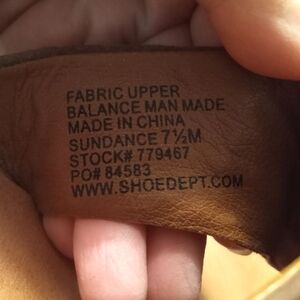 FABRIC UPPER
BALANCE MAN MADE
MADE IN CHINA
SUNDANCE 7½M
STOCK# 779467
PO# 84583
WWW.SHOEDEPT.COM